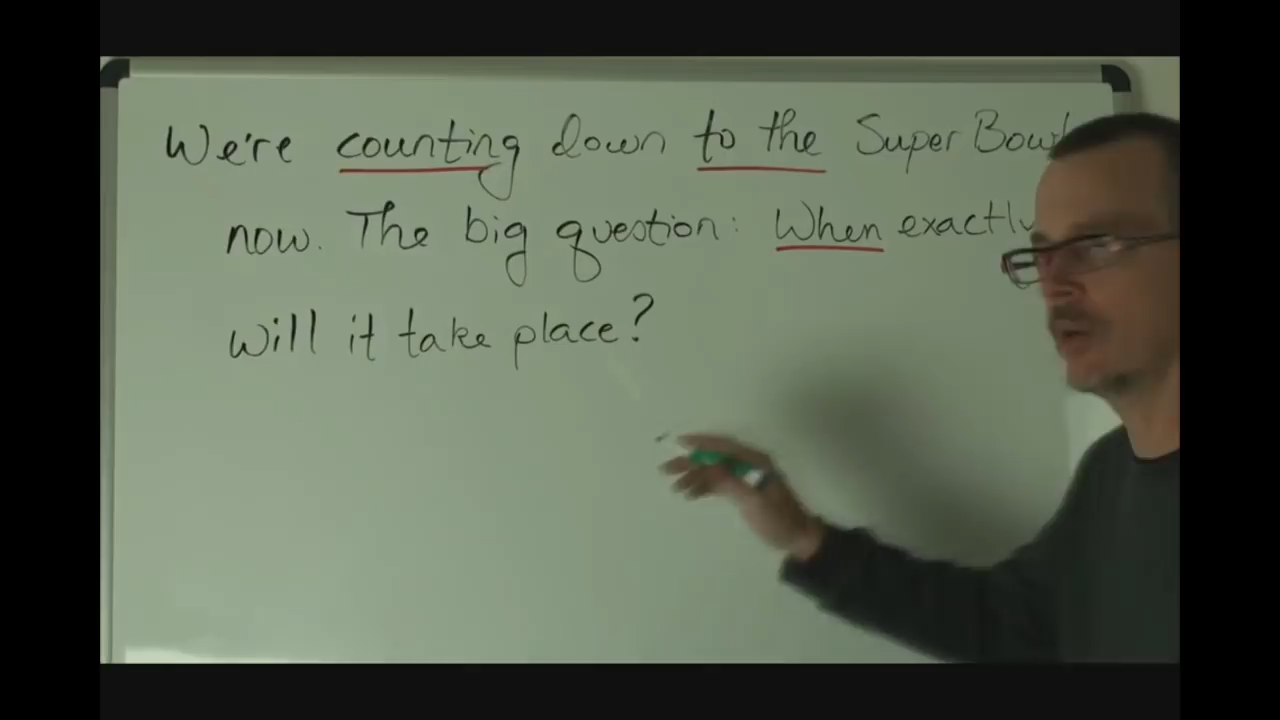 We're counting down to the Super Bowl
now. The big question: When exactly
will it take place?